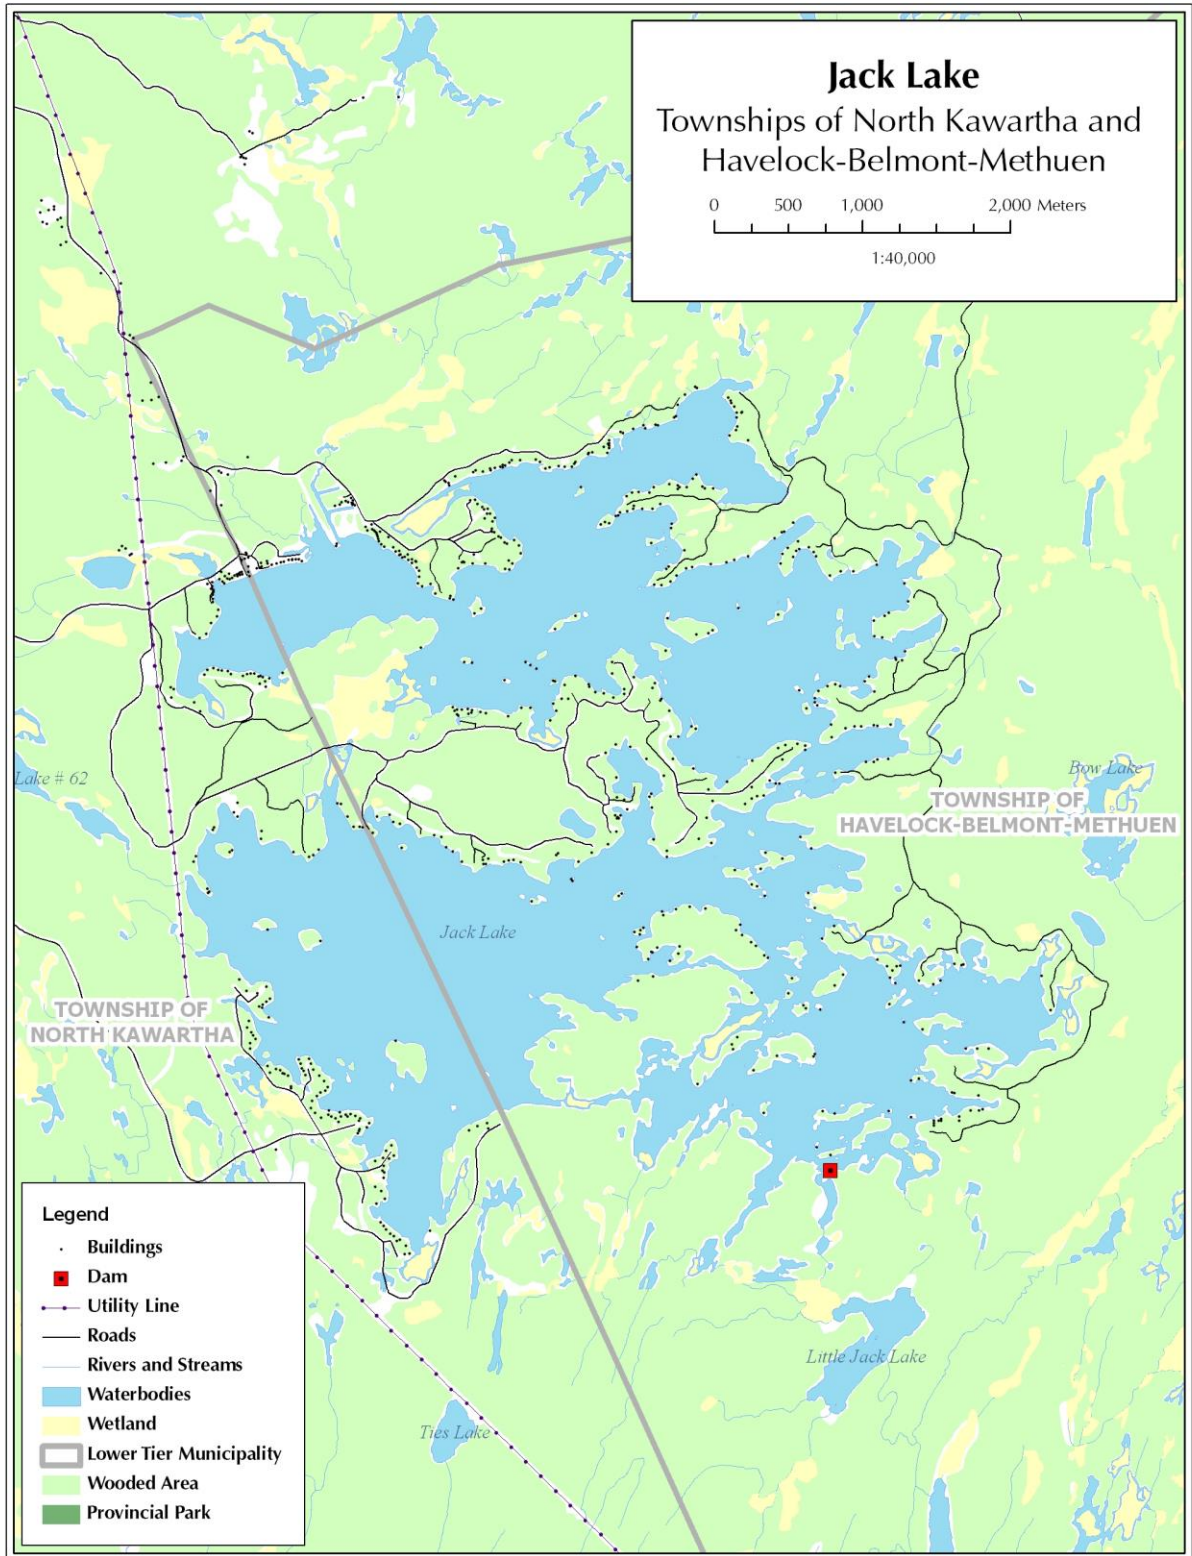 Jack Lake
Townships of North Kawartha and
Havelock-Belmont-Methuen
0 500 1,000 2,000 Meters
1:40,000
Lake # 62
Bow Lake
TOWNSHIP OF
HAVELOCK-BELMONT-METHUEN
Jack Lake
TOWNSHIP OF
NORTH KAWARTHA
Legend
Buildings
Dam
Utility Line
Roads
Rivers and Streams
Waterbodies
Wetland
Lower Tier Municipality
Wooded Area
Provincial Park
Little Jack Lake
Ties Lake